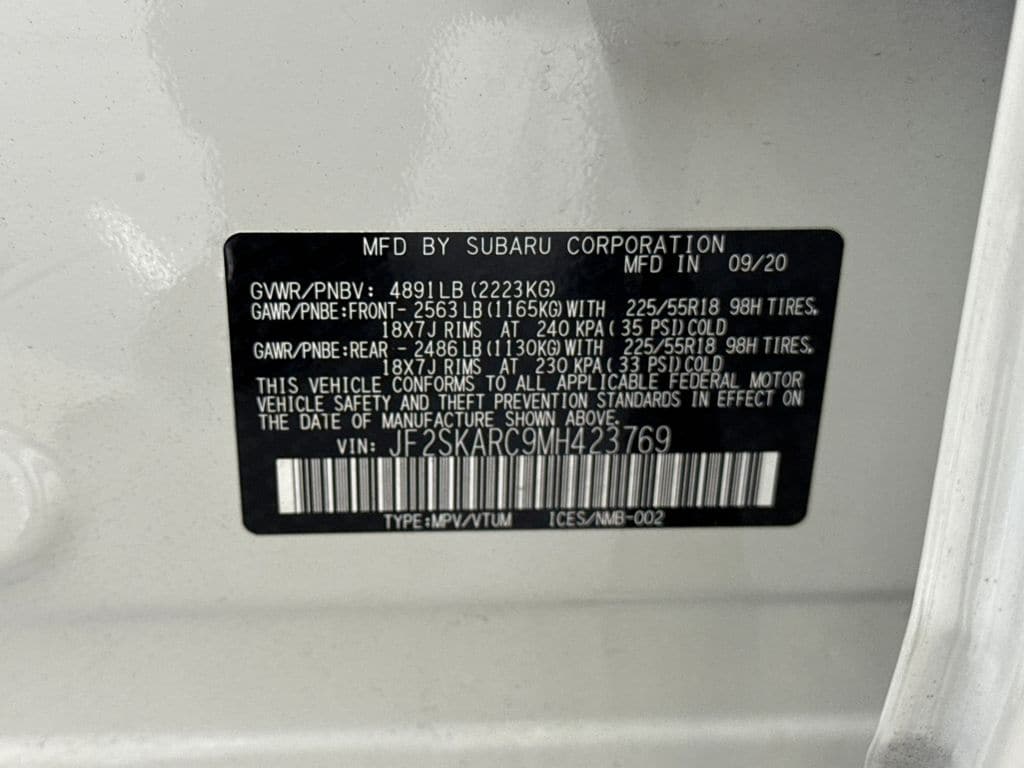 MFD BY SUBARU CORPORATION
MFD IN 09/20
GVWR/PNBV: 4891LB (2223KG)
GAWR/PNBE:FRONT- 2563LB(1165KG)WITH 225/55R18 98H TIRES,
18X7J RIMS AT 240 KPA( 35 PSI)COLD
GAWR/PNBE:REAR - 2486LB(1130KG)WITH 225/55R18 98H TIRES,
18X7J RIMS AT 230 KPA( 33 PSI)COLD
THIS VEHICLE CONFORMS TO ALL APPLICABLE FEDERAL MOTOR
VEHICLE SAFETY AND THEFT PREVENTION STANDARDS IN EFFECT ON
THE DATE OF MANUFACTURE SHOWN ABOVE.
VIN: JF2SKARC9MH423769
TYPE:MPV/VTUM ICES/NMB-002